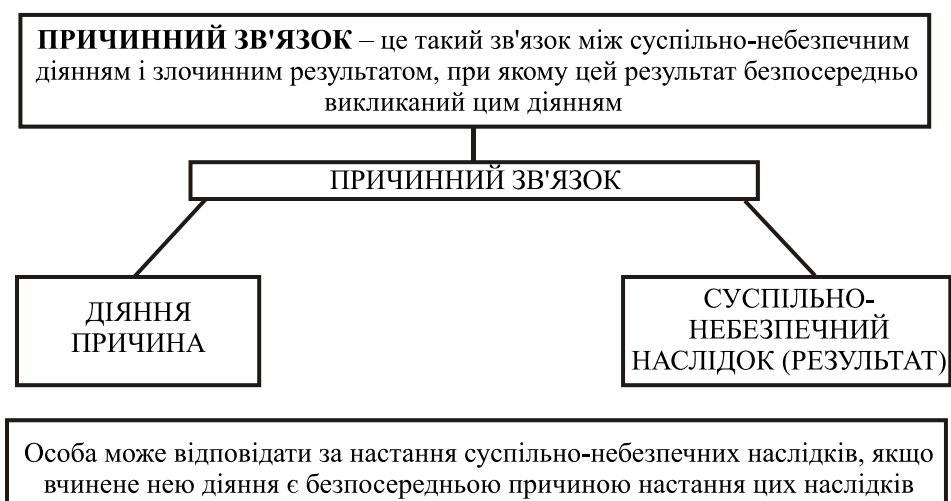 ПРИЧИННИЙ ЗВ'ЯЗОК – це такий зв'язок між суспільно-небезпечним
діянням і злочинним результатом, при якому цей результат безпосередньо
викликаний цим діянням
ПРИЧИННИЙ ЗВ'ЯЗОК
ДІЯННЯ
ПРИЧИНА
СУСПІЛЬНО-
НЕБЕЗПЕЧНИЙ
НАСЛІДОК (РЕЗУЛЬТАТ)
Особа може відповідати за настання суспільно-небезпечних наслідків, якщо
вчинене нею діяння є безпосередньою причиною настання цих наслідків